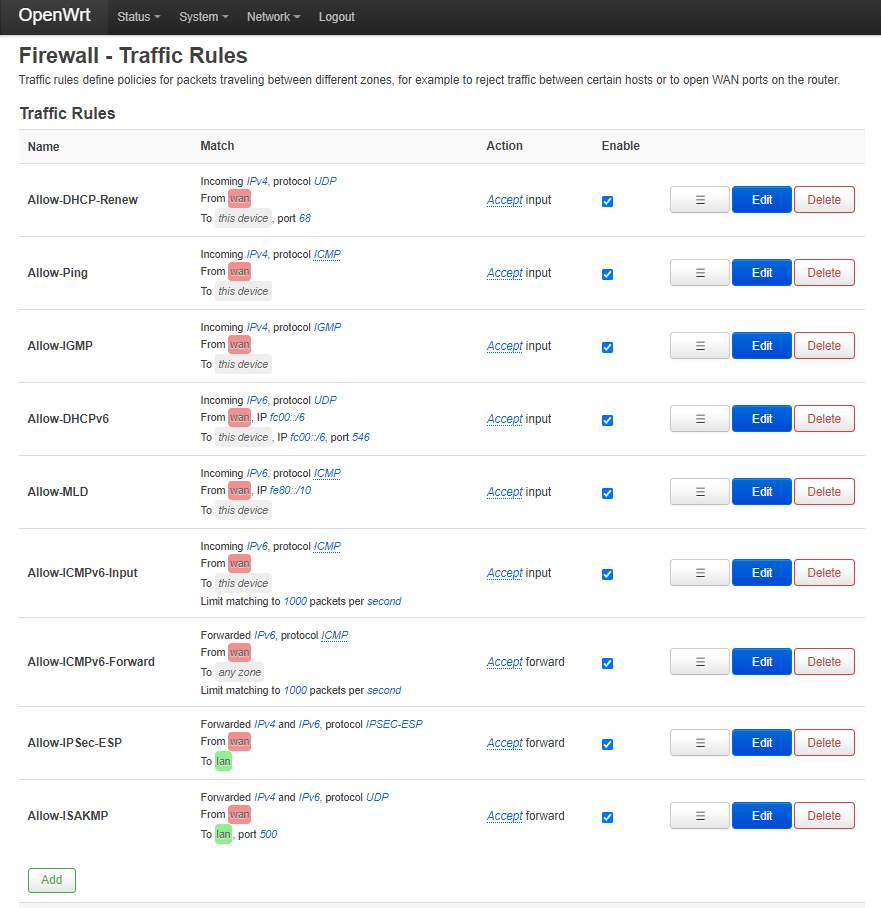 OpenWrt Status System Network Logout
Firewall - Traffic Rules
Traffic rules define policies for packets traveling between different zones, for example to reject traffic between certain hosts or to open WAN ports on the router.
Traffic Rules
Name Match Action Enable
Allow-DHCP-Renew
Incoming IPv4, protocol UDP
From wan
To this device, port 68
Accept input
Edit Delete
Allow-Ping
Incoming IPv4, protocol ICMP
From wan
To this device
Accept input
Edit Delete
Allow-IGMP
Incoming IPv4, protocol IGMP
From wan
To this device
Accept input
Edit Delete
Allow-DHCPv6
Incoming IPv6, protocol UDP
From wan, IP fc00::/6
To this device, IP fc00::/6, port 546
Accept input
Edit Delete
Allow-MLD
Incoming IPv6, protocol ICMP
From wan, IP fe80::/10
To this device
Accept input
Edit Delete
Allow-ICMPv6-Input
Incoming IPv6, protocol ICMP
From wan
To this device
Limit matching to 1000 packets per second
Accept input
Edit Delete
Allow-ICMPv6-Forward
Forwarded IPv6, protocol ICMP
From wan
To any zone
Limit matching to 1000 packets per second
Accept forward
Edit Delete
Allow-IPSec-ESP
Forwarded IPv4 and IPv6, protocol IPSEC-ESP
From wan
To lan
Accept forward
Edit Delete
Allow-ISAKMP
Forwarded IPv4 and IPv6, protocol UDP
From wan
To lan, port 500
Accept forward
Edit Delete
Add